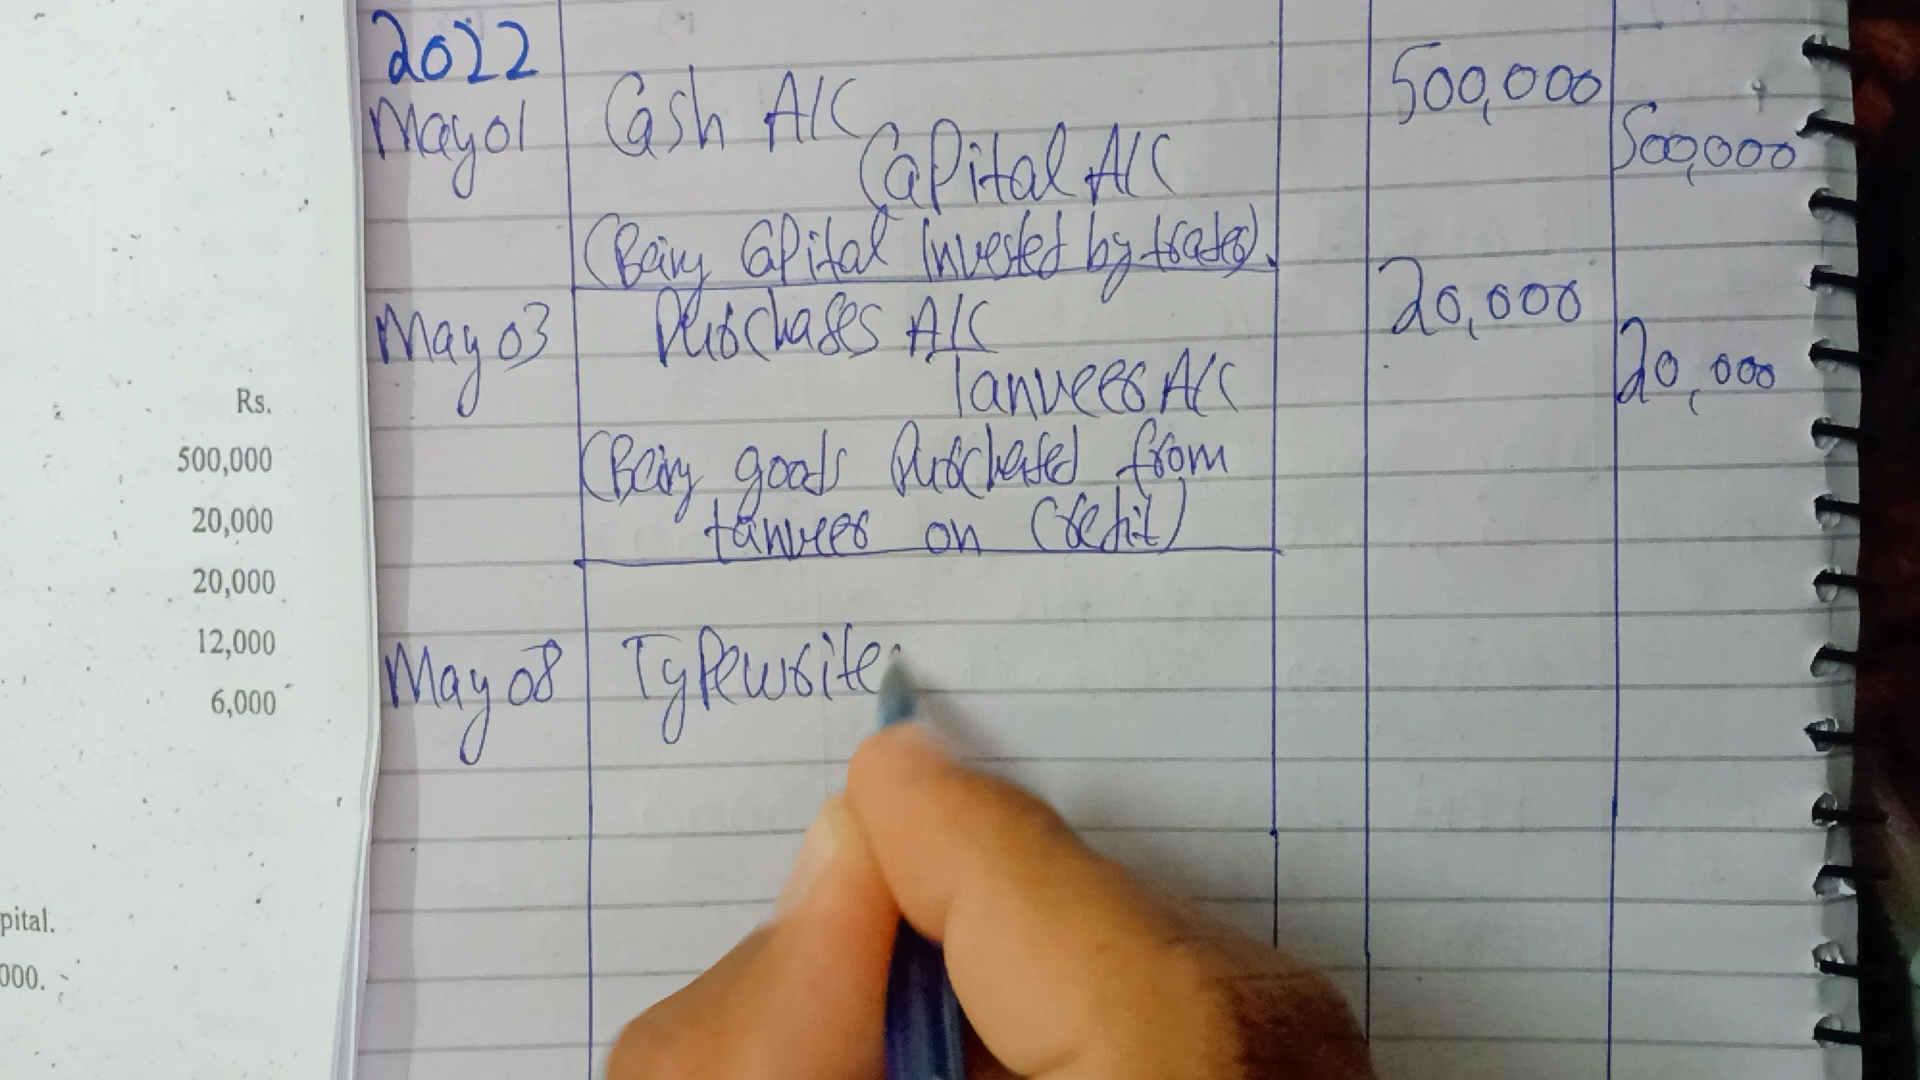 2022
May 01 Cash A/C 500,000
Capital A/C 500,000
(Being Capital Invested by trader).
May 03 Purchases A/C 20,000
Tanveer A/C 20,000
(Being goods Purchased from
tanveer on Credit)
May 08 Typewrite
Rs.
500,000
20,000
20,000
12,000
6,000
pital.
000.